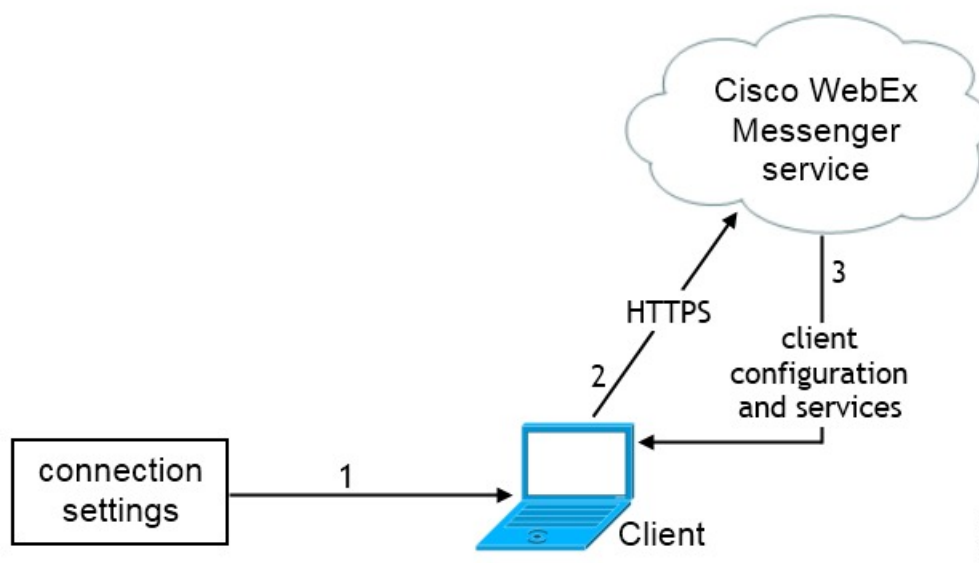 Cisco WebEx
Messenger
service
3
HTTPS
client
configuration
and services
2
connection
settings
1
Client